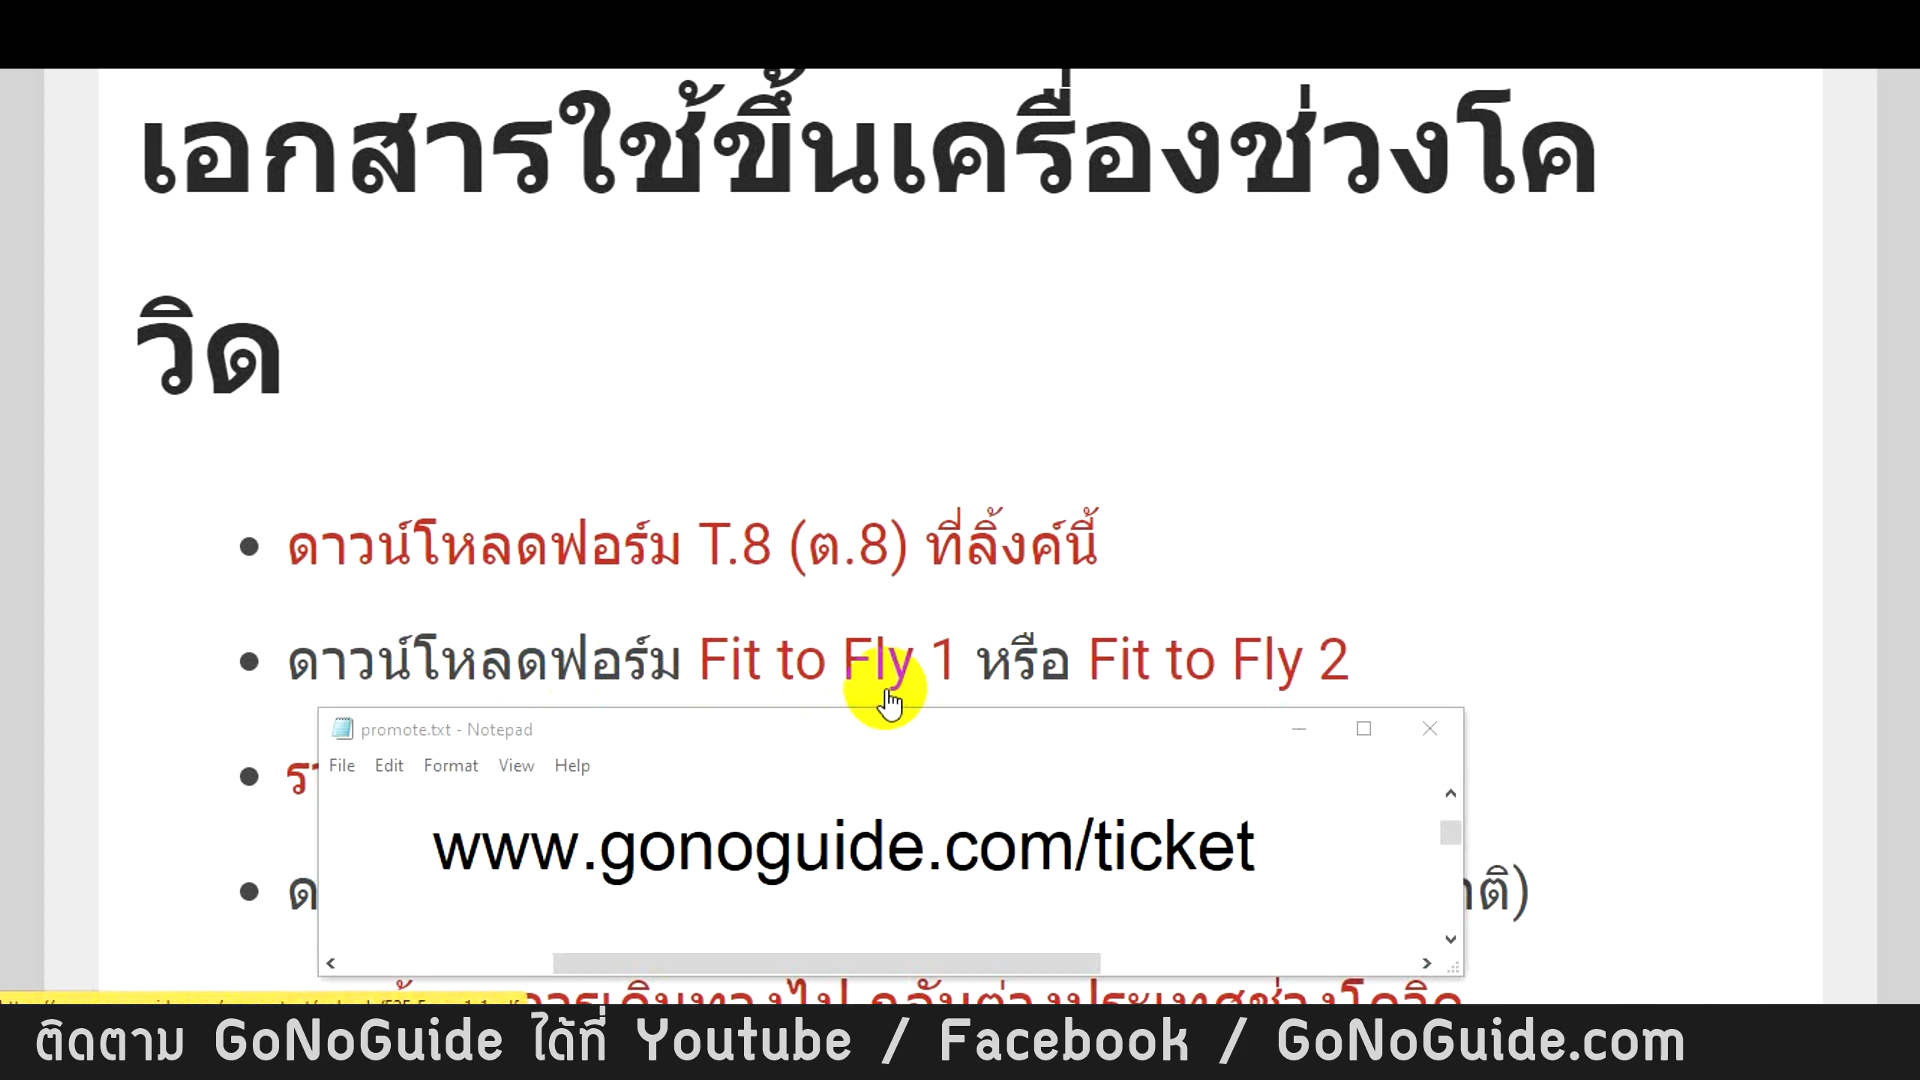 เอกสารใช้ขึ้นเครื่องช่วงโค
วิด
ดาวน์โหลดฟอร์ม T.8 (ต.8) ที่ลิ้งค์นี้
ดาวน์โหลดฟอร์ม Fit to Fly 1 หรือ Fit to Fly 2
promote.txt - Notepad
File Edit Format View Help
www.gonoguide.com/ticket
ติดตาม GoNoGuide ได้ที่ Youtube / Facebook / GoNoGuide.com